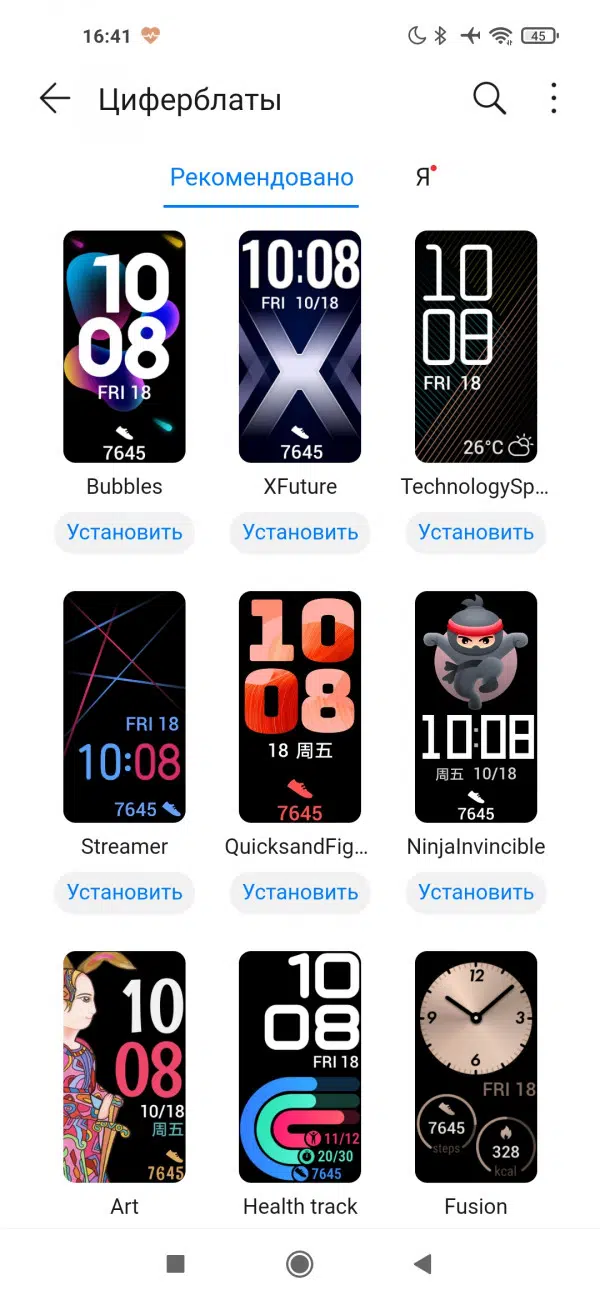 16:41
45
Циферблаты
Рекомендовано
Я
10
08
FRI 18
7645
10:08
FRI 10/18
7645
10
08
FRI 18
26°C
Bubbles
XFuture
TechnologySp...
Установить
Установить
Установить
FRI 18
10:08
7645
10
08
18 周五
7645
10:08
周五 10/18
7645
Streamer
QuicksandFig...
NinjaInvincible
Установить
Установить
Установить
10
08
10/18
周五
7645
10
08
FRI 18
11/12
20/30
7645
12
9
3
6
FRI 18
7645
steps
328
kcal
Art
Health track
Fusion